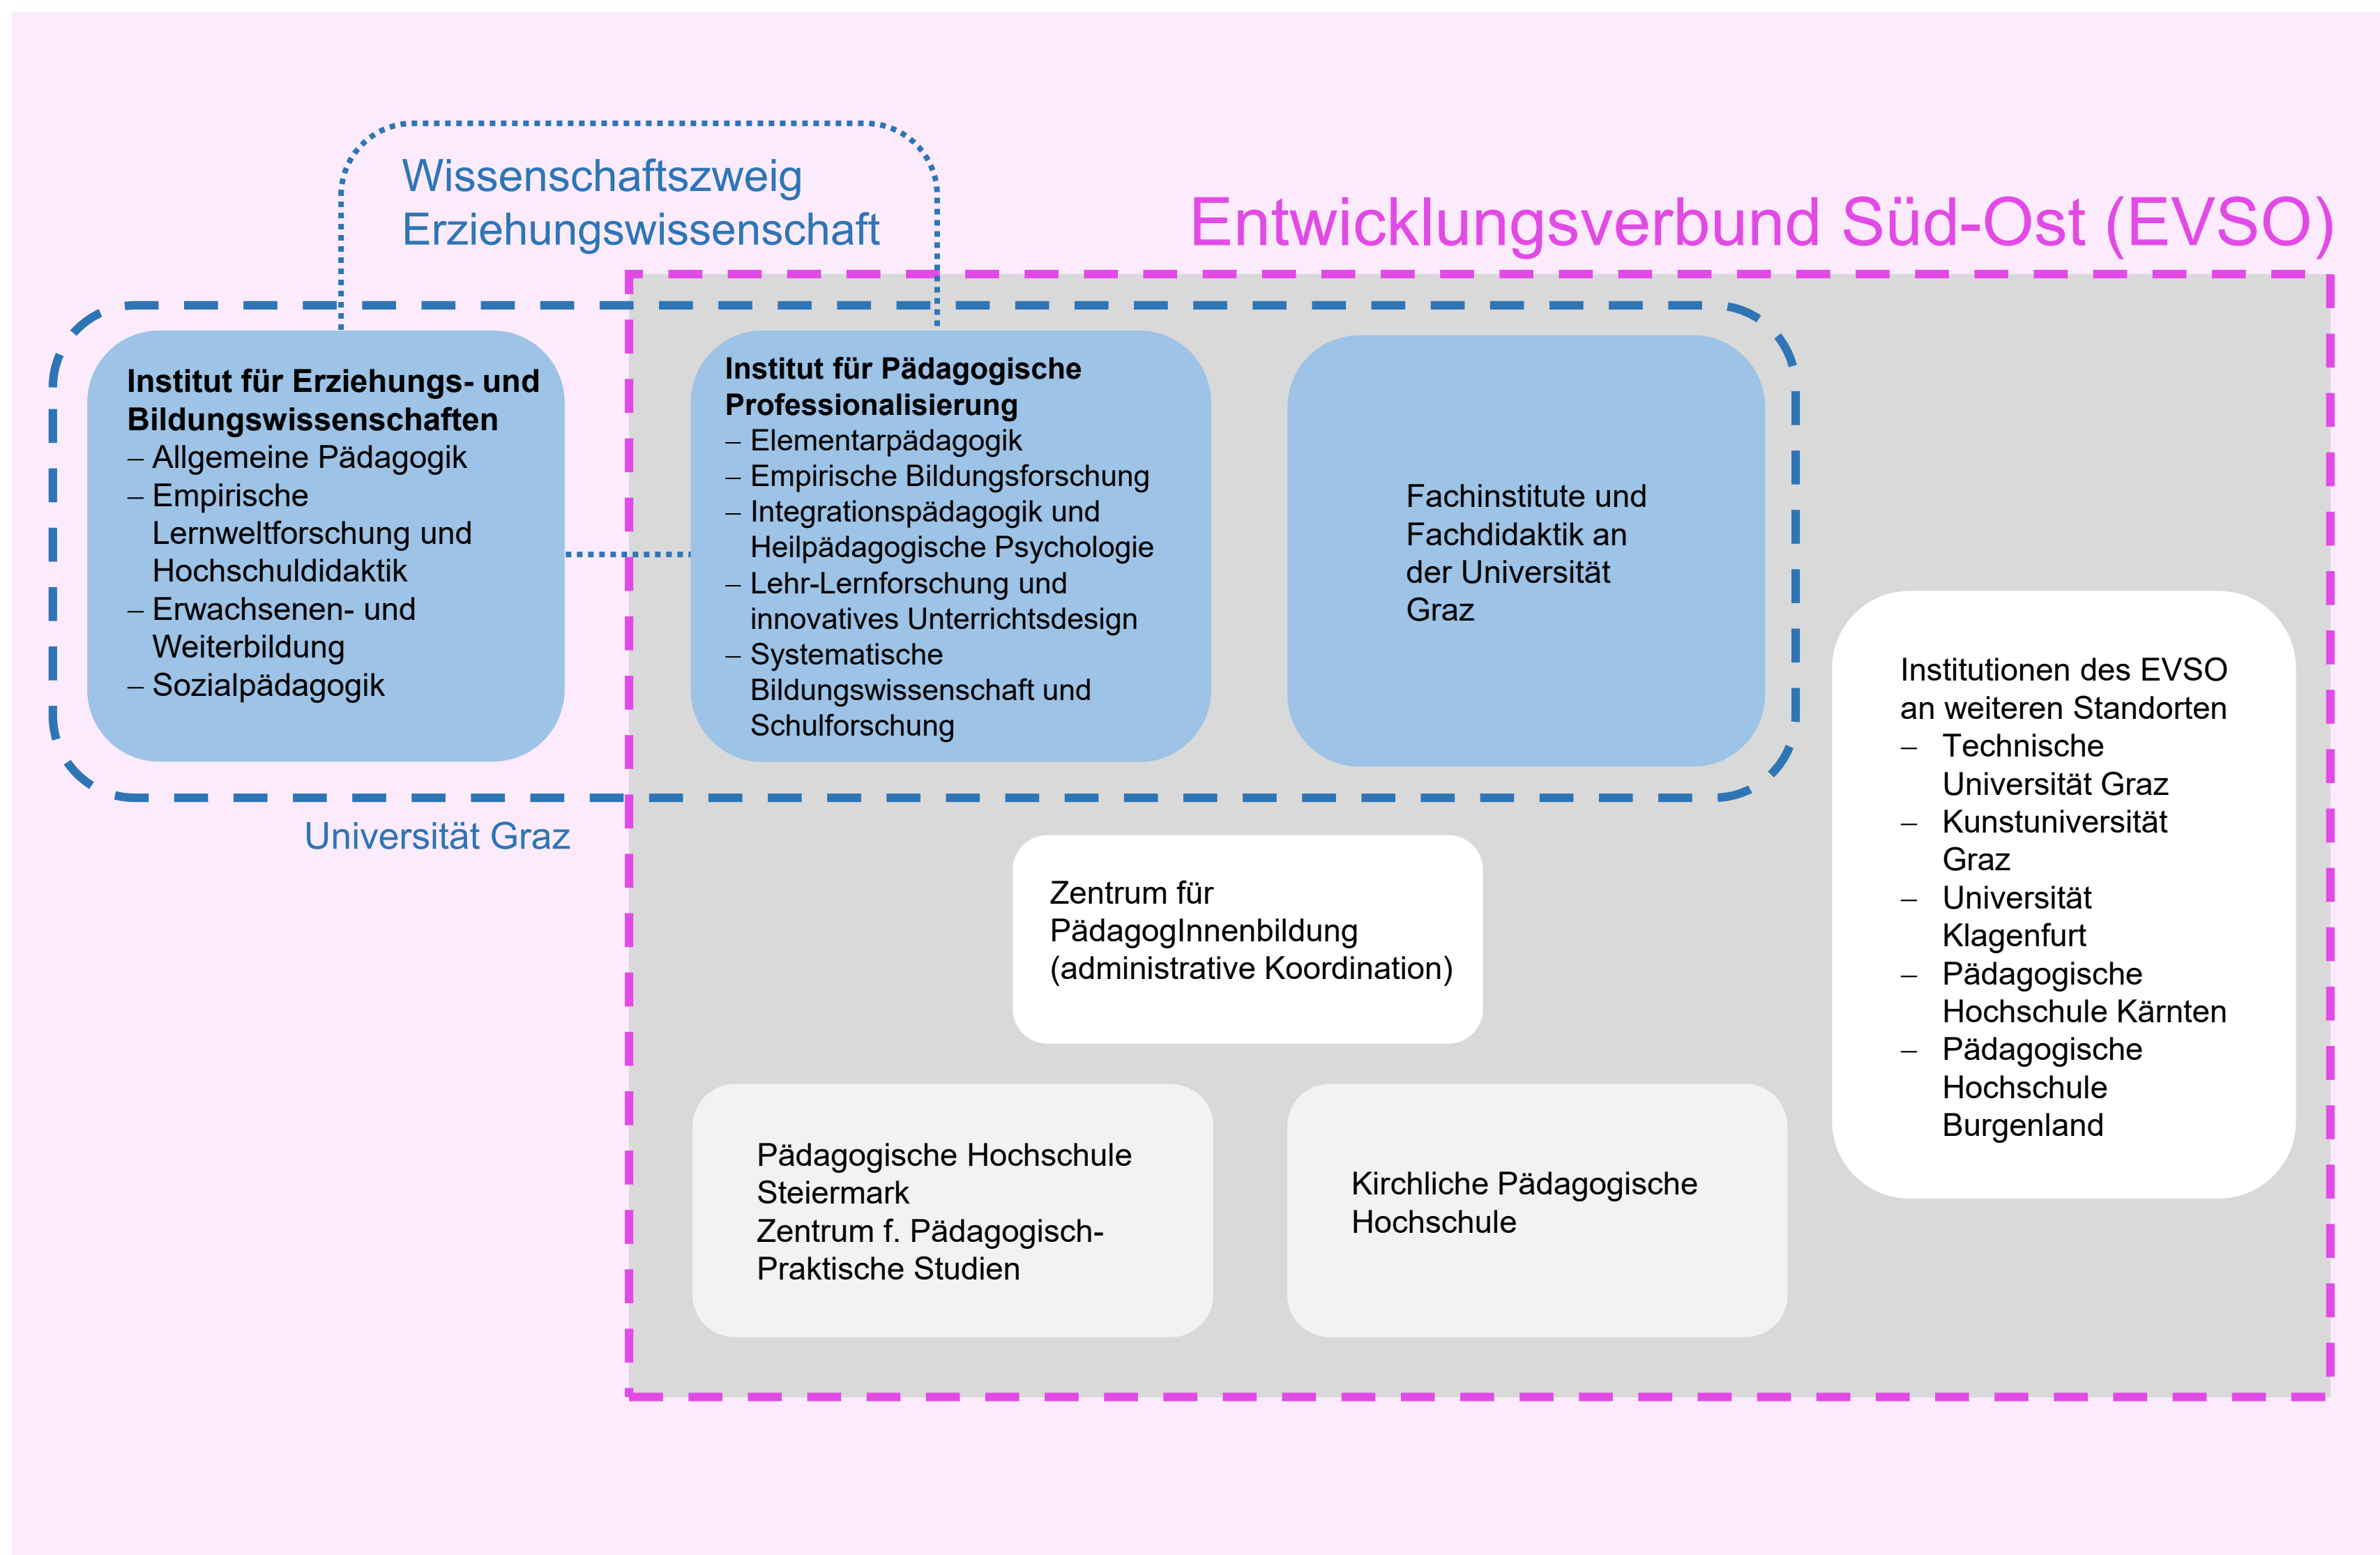 Wissenschaftszweig
Erziehungswissenschaft
Entwicklungsverbund Süd-Ost (EVSO)
Institut für Erziehungs- und
Bildungswissenschaften
– Allgemeine Pädagogik
– Empirische
Lernweltforschung und
Hochschuldidaktik
– Erwachsenen- und
Weiterbildung
– Sozialpädagogik
Institut für Pädagogische
Professionalisierung
– Elementarpädagogik
– Empirische Bildungsforschung
– Integrationspädagogik und
Heilpädagogische Psychologie
– Lehr-Lernforschung und
innovatives Unterrichtsdesign
– Systematische
Bildungswissenschaft und
Schulforschung
Fachinstitute und
Fachdidaktik an
der Universität
Graz
Universität Graz
Institutionen des EVSO
an weiteren Standorten
– Technische
Universität Graz
– Kunstuniversität
Graz
– Universität
Klagenfurt
– Pädagogische
Hochschule Kärnten
– Pädagogische
Hochschule
Burgenland
Zentrum für
PädagogInnenbildung
(administrative Koordination)
Pädagogische Hochschule
Steiermark
Zentrum f. Pädagogisch-
Praktische Studien
Kirchliche Pädagogische
Hochschule